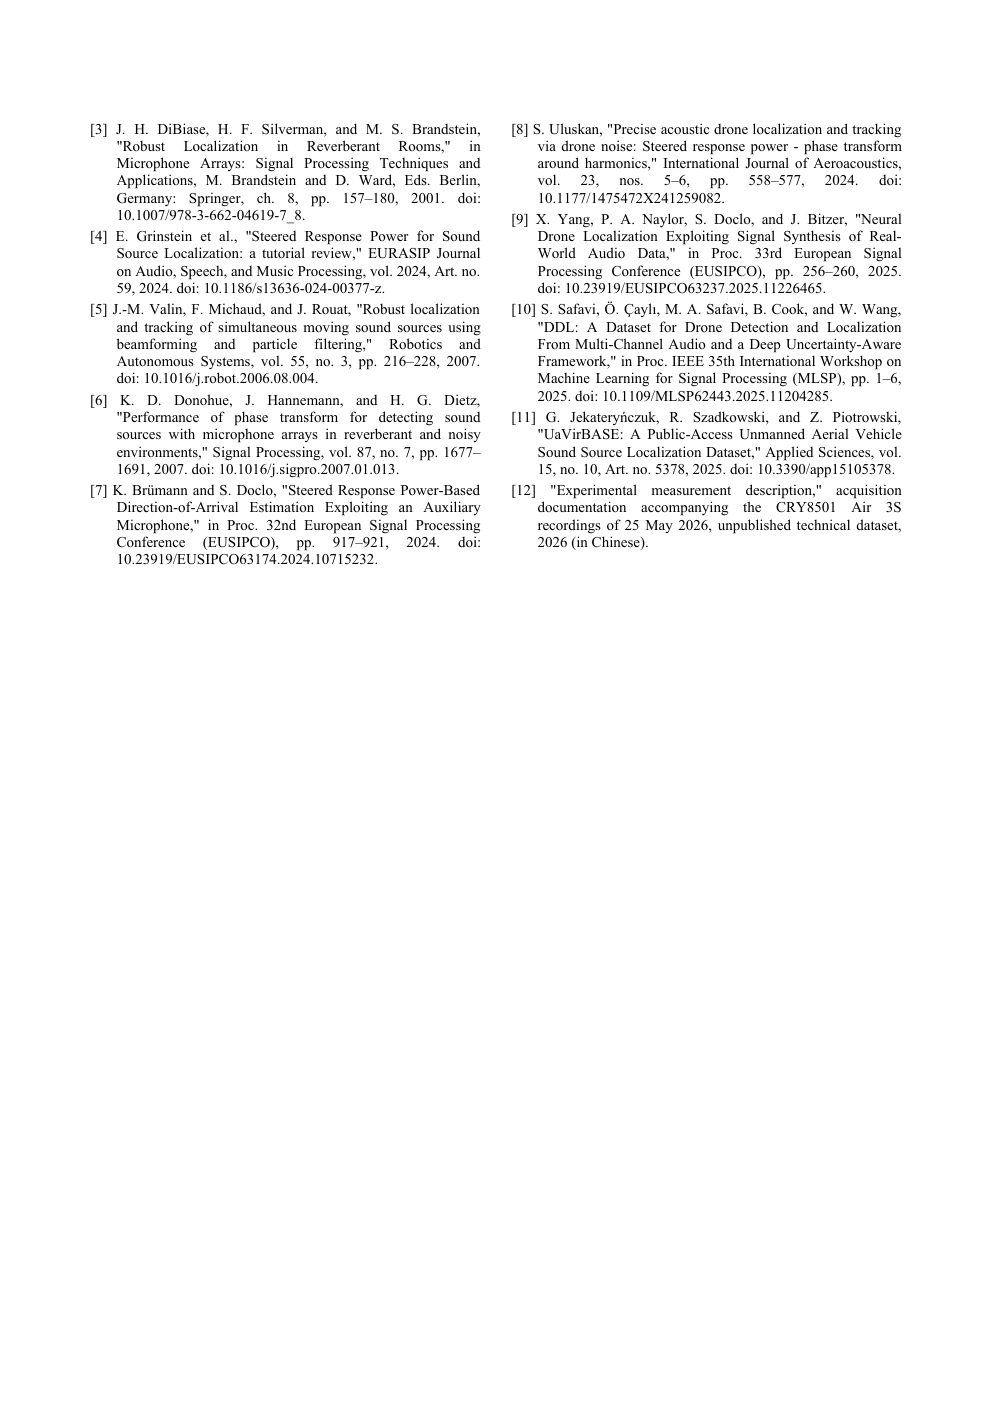 [3] J. H. DiBiase, H. F. Silverman, and M. S. Brandstein,
"Robust Localization in Reverberant Rooms," in
Microphone Arrays: Signal Processing Techniques and
Applications, M. Brandstein and D. Ward, Eds. Berlin,
Germany: Springer, ch. 8, pp. 157–180, 2001. doi:
10.1007/978-3-662-04619-7_8.
[4] E. Grinstein et al., "Steered Response Power for Sound
Source Localization: a tutorial review," EURASIP Journal
on Audio, Speech, and Music Processing, vol. 2024, Art. no.
59, 2024. doi: 10.1186/s13636-024-00377-z.
[5] J.-M. Valin, F. Michaud, and J. Rouat, "Robust localization
and tracking of simultaneous moving sound sources using
beamforming and particle filtering," Robotics and
Autonomous Systems, vol. 55, no. 3, pp. 216–228, 2007.
doi: 10.1016/j.robot.2006.08.004.
[6] K. D. Donohue, J. Hannemann, and H. G. Dietz,
"Performance of phase transform for detecting sound
sources with microphone arrays in reverberant and noisy
environments," Signal Processing, vol. 87, no. 7, pp. 1677–
1691, 2007. doi: 10.1016/j.sigpro.2007.01.013.
[7] K. Brümann and S. Doclo, "Steered Response Power-Based
Direction-of-Arrival Estimation Exploiting an Auxiliary
Microphone," in Proc. 32nd European Signal Processing
Conference (EUSIPCO), pp. 917–921, 2024. doi:
10.23919/EUSIPCO63174.2024.10715232.
[8] S. Uluskan, "Precise acoustic drone localization and tracking
via drone noise: Steered response power - phase transform
around harmonics," International Journal of Aeroacoustics,
vol. 23, nos. 5–6, pp. 558–577, 2024. doi:
10.1177/1475472X241259082.
[9] X. Yang, P. A. Naylor, S. Doclo, and J. Bitzer, "Neural
Drone Localization Exploiting Signal Synthesis of Real-
World Audio Data," in Proc. 33rd European Signal
Processing Conference (EUSIPCO), pp. 256–260, 2025.
doi: 10.23919/EUSIPCO63237.2025.11226465.
[10] S. Safavi, Ö. Çaylı, M. A. Safavi, B. Cook, and W. Wang,
"DDL: A Dataset for Drone Detection and Localization
From Multi-Channel Audio and a Deep Uncertainty-Aware
Framework," in Proc. IEEE 35th International Workshop on
Machine Learning for Signal Processing (MLSP), pp. 1–6,
2025. doi: 10.1109/MLSP62443.2025.11204285.
[11] G. Jekateryńczuk, R. Szadkowski, and Z. Piotrowski,
"UaVirBASE: A Public-Access Unmanned Aerial Vehicle
Sound Source Localization Dataset," Applied Sciences, vol.
15, no. 10, Art. no. 5378, 2025. doi: 10.3390/app15105378.
[12] "Experimental measurement description," acquisition
documentation accompanying the CRY8501 Air 3S
recordings of 25 May 2026, unpublished technical dataset,
2026 (in Chinese).